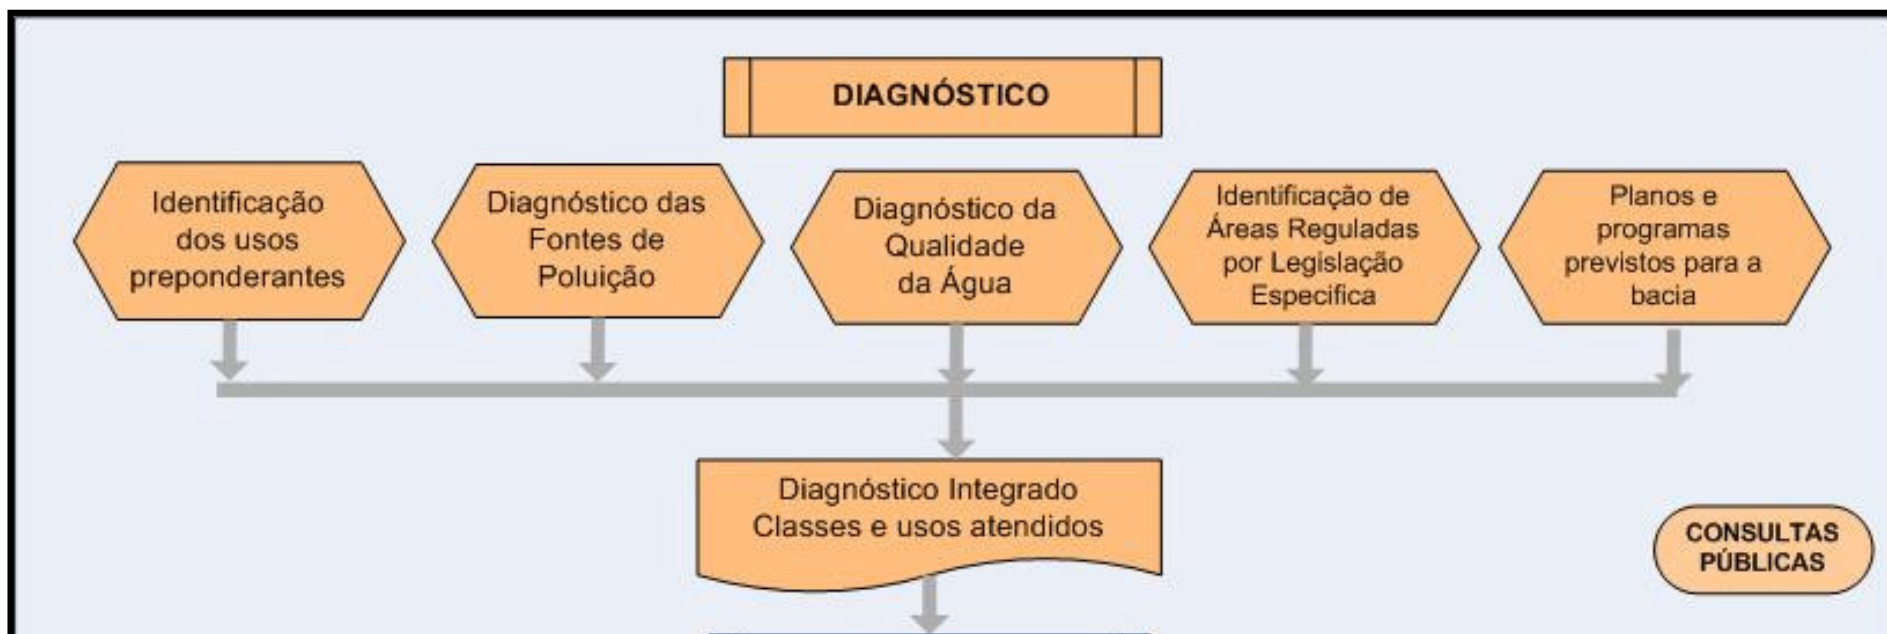 DIAGNÓSTICO
Identificação
dos usos
preponderantes
Diagnóstico das
Fontes de
Poluição
Diagnóstico da
Qualidade
da Água
Identificação de
Áreas Reguladas
por Legislação
Especifica
Planos e
programas
previstos para a
bacia
Diagnóstico Integrado
Classes e usos atendidos
CONSULTAS
PÚBLICAS